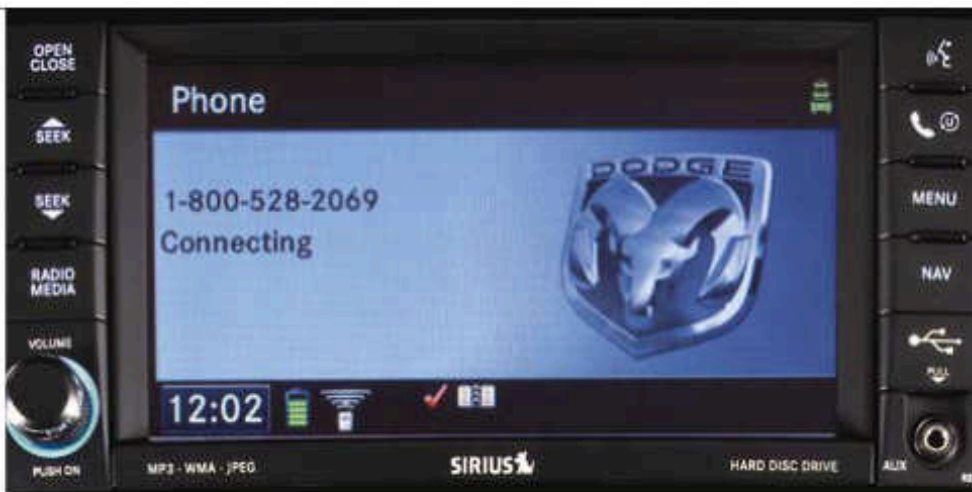 OPEN
CLOSE
SEEK
SEEK
RADIO
MEDIA
VOLUME
PUSH ON
Phone
1-800-528-2069
Connecting
DODGE
12:02
MP3 · WMA · JPEG
SIRIUS
HARD DISC DRIVE
MENU
NAV
PULL
AUX